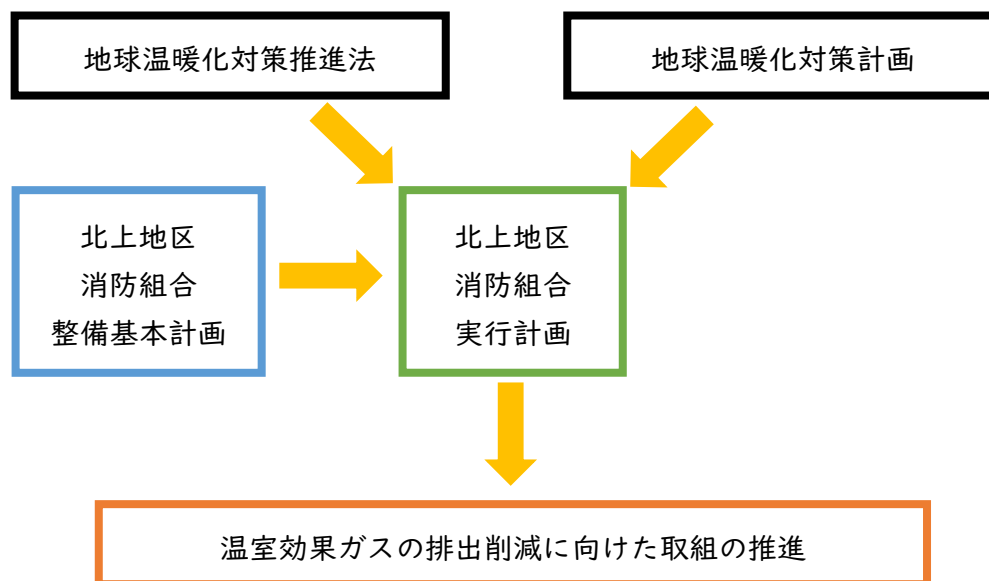 地球温暖化対策推進法
地球温暖化対策計画
北上地区
消防組合
整備基本計画
北上地区
消防組合
実行計画
温室効果ガスの排出削減に向けた取組の推進